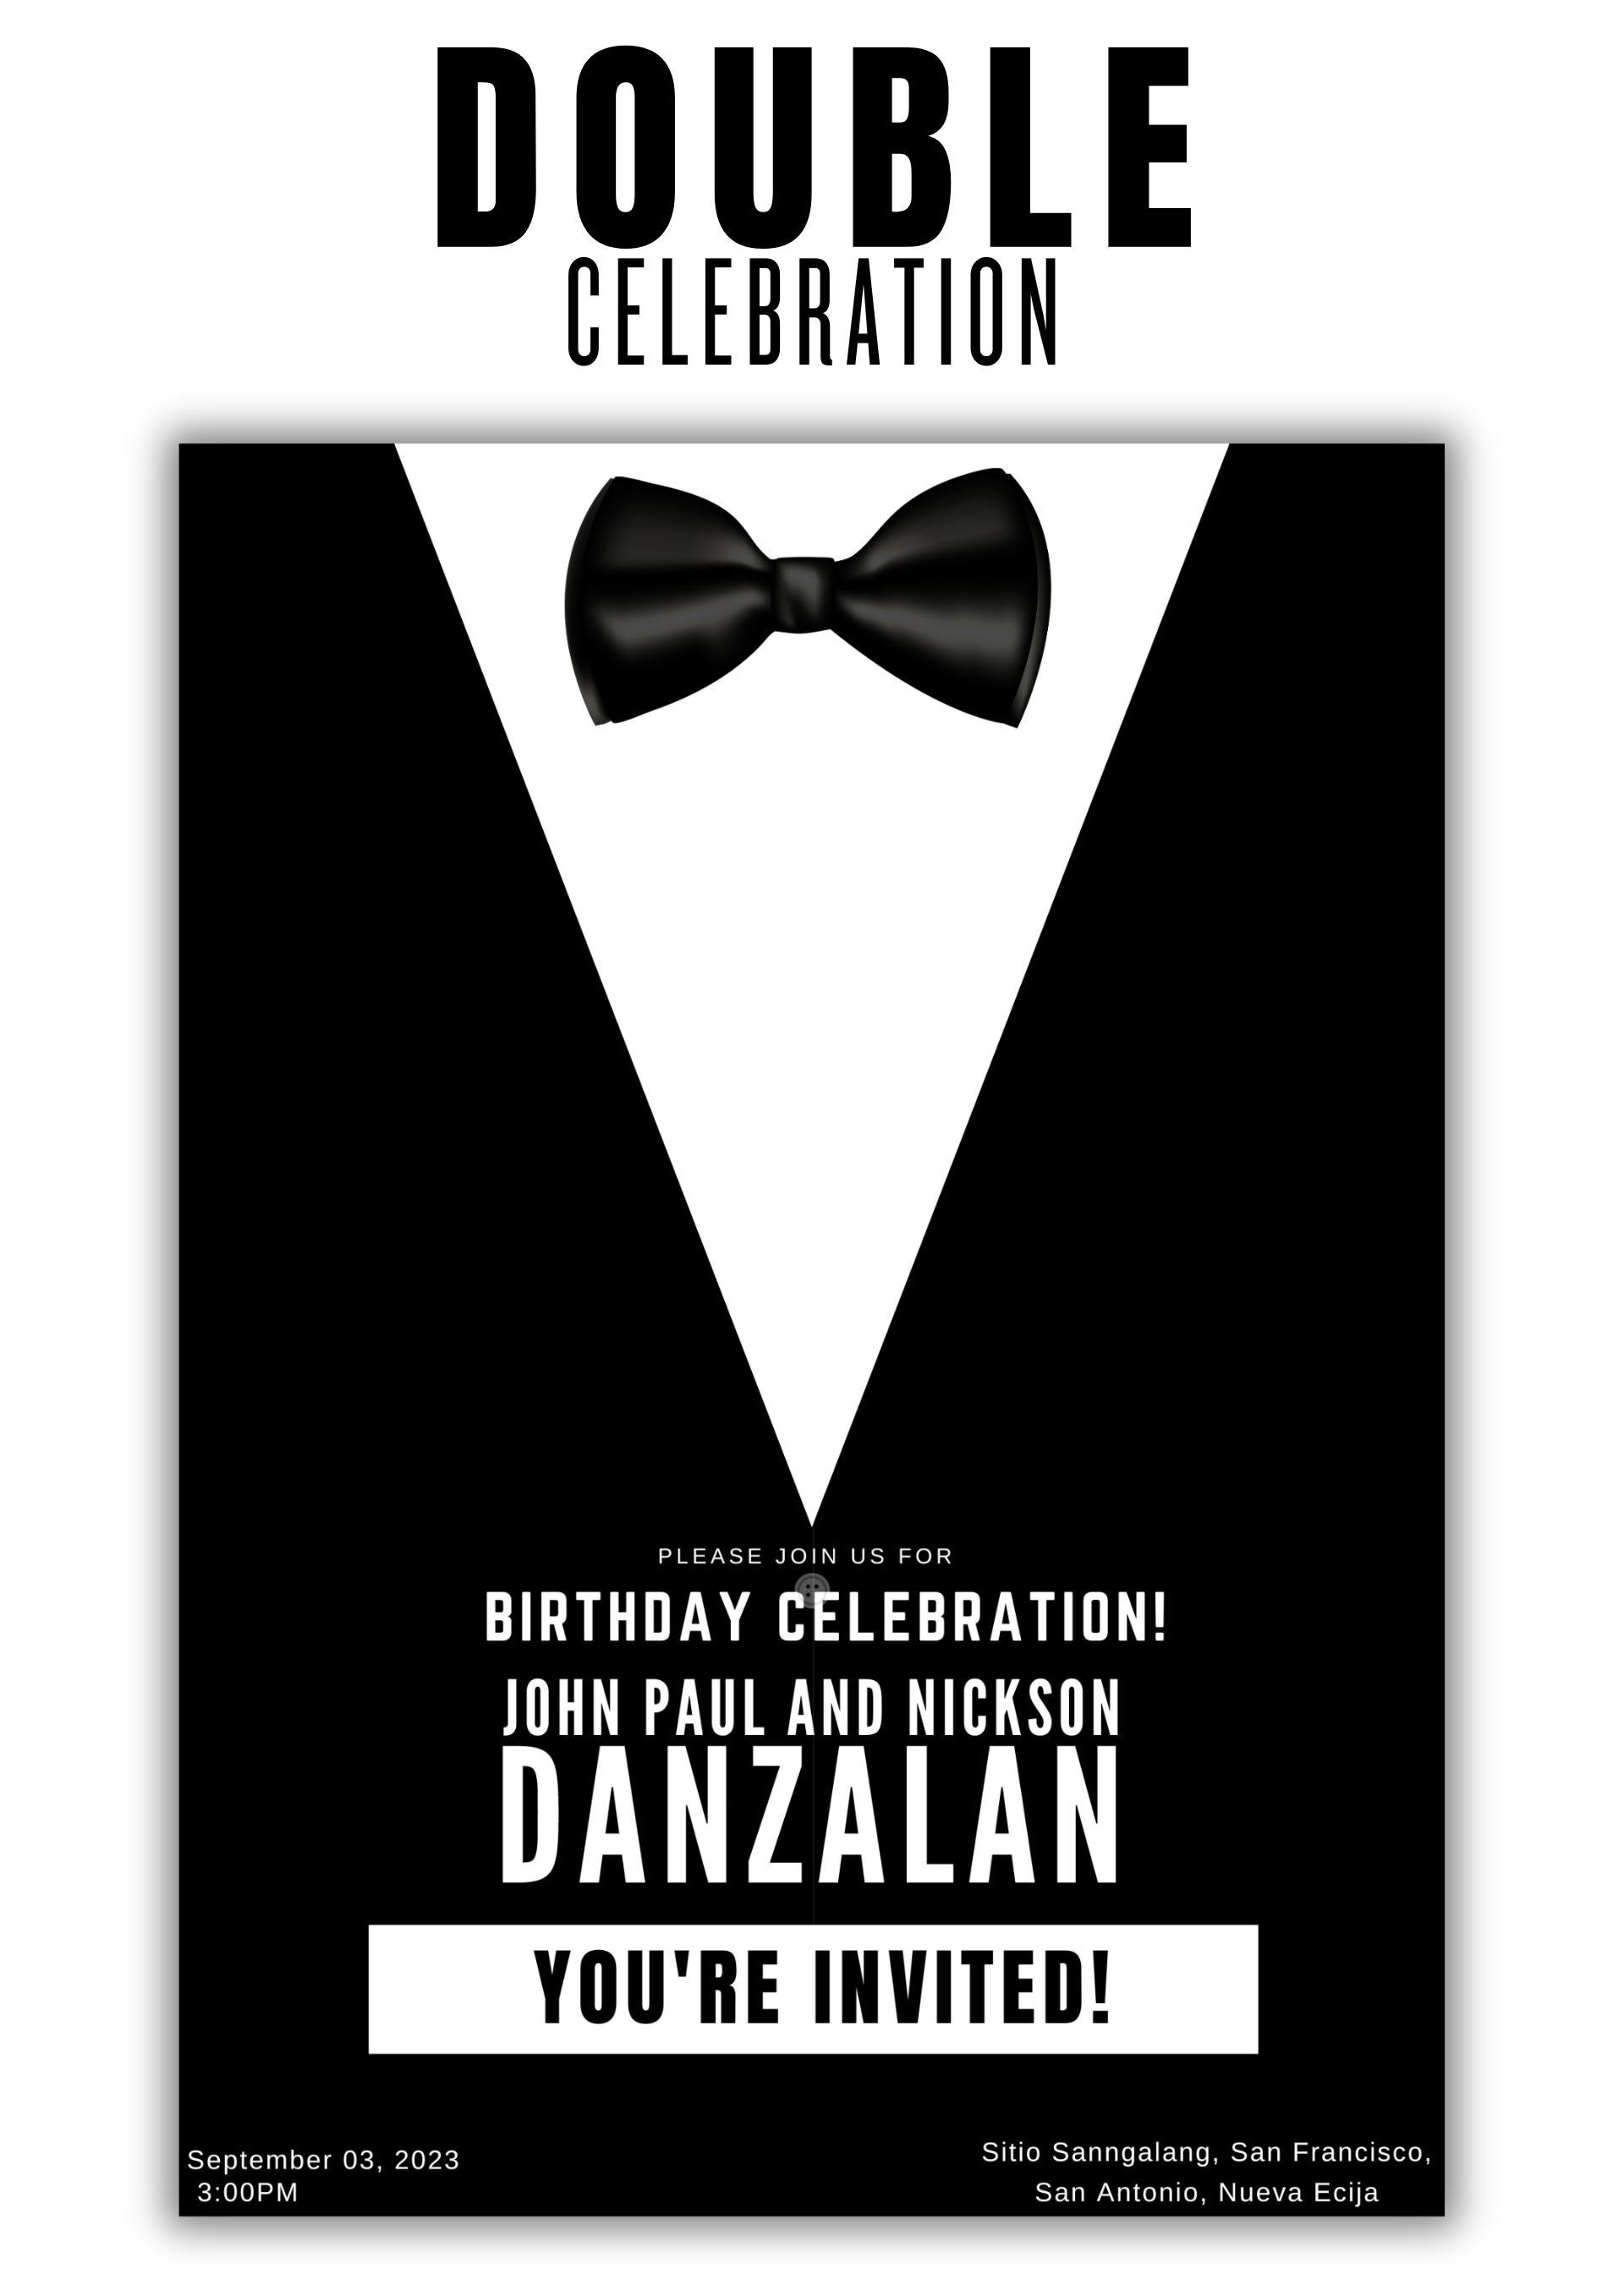 DOUBLE
CELEBRATION
PLEASE JOIN US FOR
BIRTHDAY CELEBRATION!
JOHN PAUL AND NICKSON
DANZALAN
YOU'RE INVITED!
September 03, 2023
3:00PM
Sitio Sanngalang, San Francisco,
San Antonio, Nueva Ecija